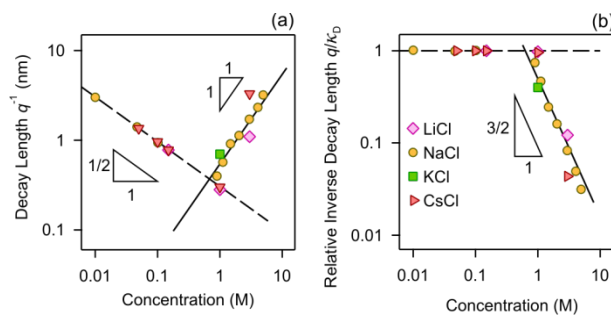 (a)
Decay Length q⁻¹ (nm)
10
1
0.1
1
1
1/2
1
0.01
0.1
1
10
Concentration (M)
(b)
Relative Inverse Decay Length q/κD
1
0.1
0.01
3/2
1
LiCl
NaCl
KCl
CsCl
0.01
0.1
1
10
Concentration (M)